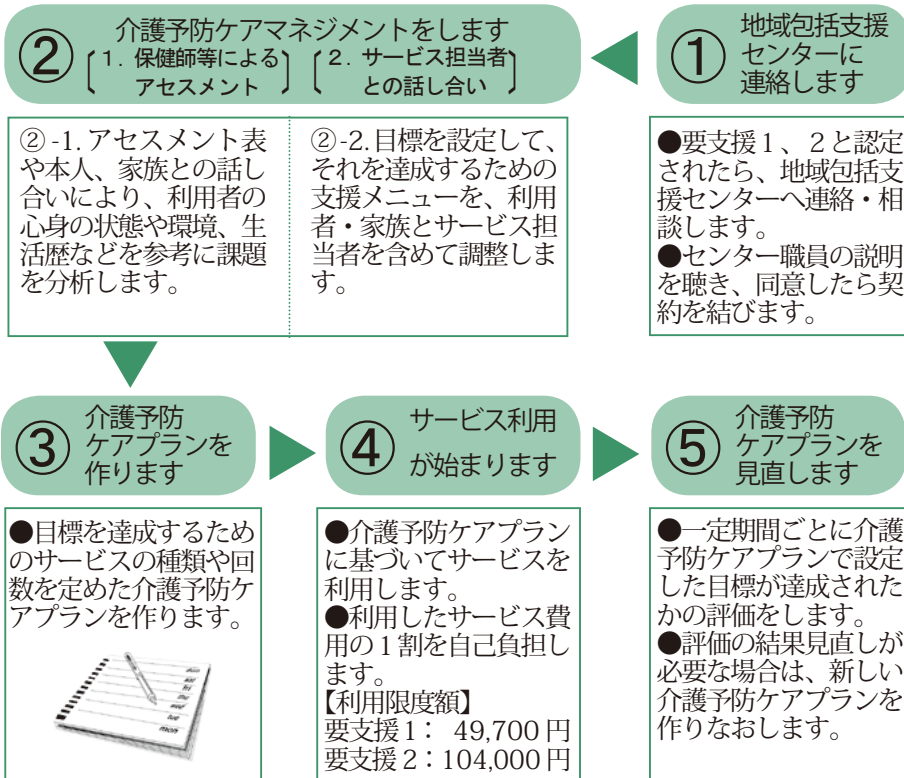 ①
地域包括支援
センターに
連絡します
●要支援1、2と認定
されたら、地域包括支
援センターへ連絡・相
談します。
●センター職員の説明
を聴き、同意したら契
約を結びます。
②
介護予防ケアマネジメントをします
〔1. 保健師等による
アセスメント〕
〔2. サービス担当者
との話し合い〕
②-1. アセスメント表
や本人、家族との話し
合いにより、利用者の
心身の状態や環境、生
活歴などを参考に課題
を分析します。
②-2. 目標を設定して、
それを達成するための
支援メニューを、利用
者・家族とサービス担
当者を含めて調整しま
す。
③
介護予防
ケアプランを
作ります
●目標を達成するため
のサービスの種類や回
数を定めた介護予防ケ
アプランを作ります。
sun
sat
fri
thu
wed
tue
mon
④
サービス利用
が始まります
●介護予防ケアプラン
に基づいてサービスを
利用します。
●利用したサービス費
用の1割を自己負担し
ます。
【利用限度額】
要支援1: 49,700円
要支援2:104,000円
⑤
介護予防
ケアプランを
見直します
●一定期間ごとに介護
予防ケアプランで設定
した目標が達成された
かの評価をします。
●評価の結果見直しが
必要な場合は、新しい
介護予防ケアプランを
作りなおします。